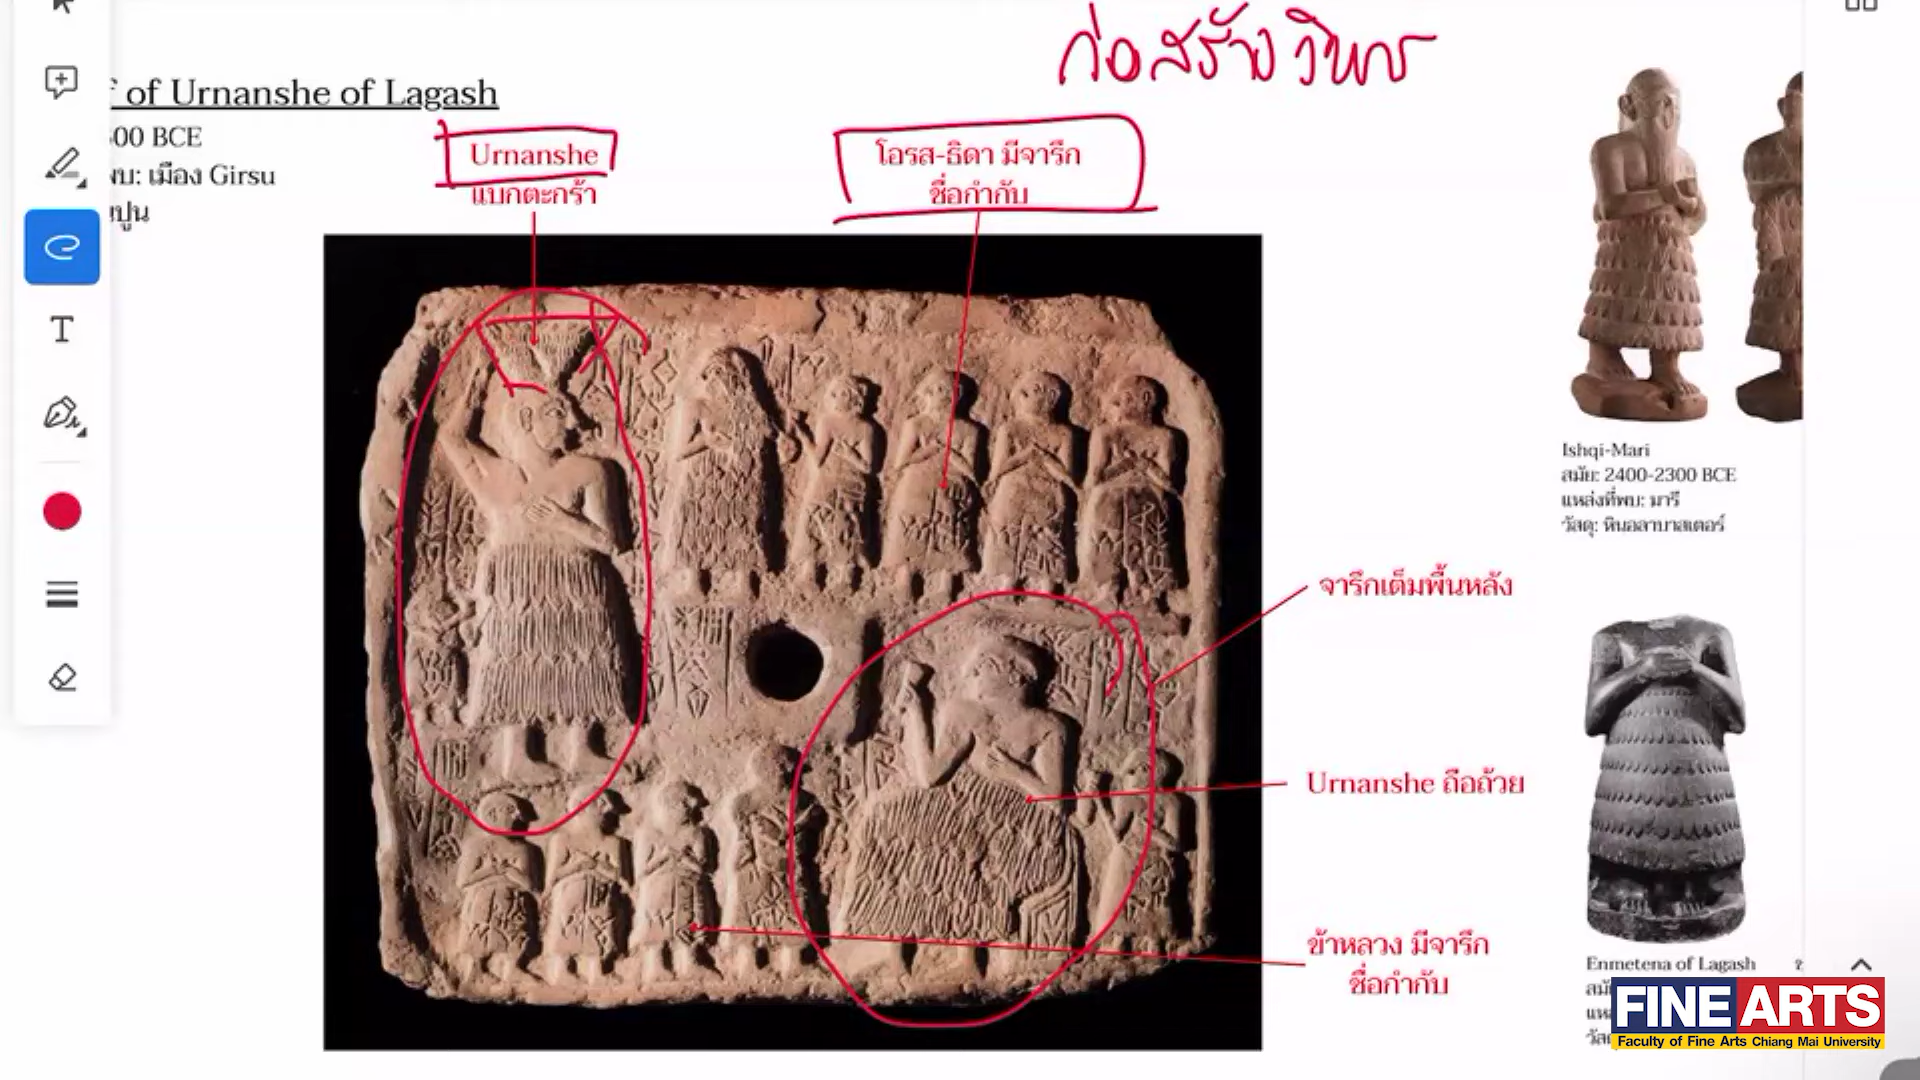 ก่อสร้างวิหาร
f of Urnanshe of Lagash
500 BCE
พบ: เมือง Girsu
ปูน
Urnanshe
แบกตะกร้า
โอรส-ธิดา มีจารึก
ชื่อกำกับ
Ishqi-Mari
สมัย: 2400-2300 BCE
แหล่งที่พบ: มารี
วัสดุ: หินอลาบาสเตอร์
จารึกเต็มพื้นหลัง
Urnanshe ถือถ้วย
ข้าหลวง มีจารึก
ชื่อกำกับ
Enmetena of Lagash
FINE ARTS
Faculty of Fine Arts Chiang Mai University